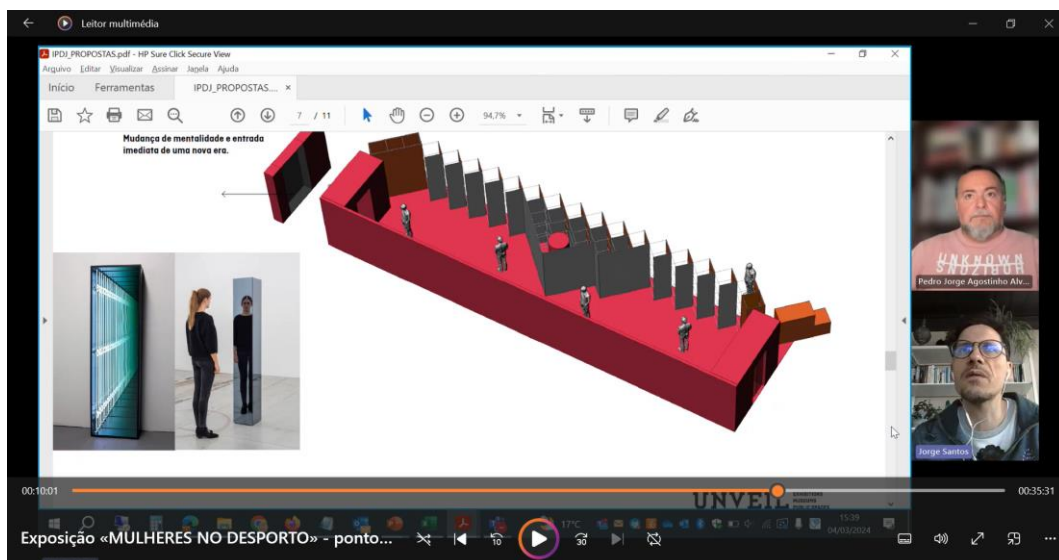 Leitor multimédia
IPDJ_PROPOSTAS.pdf - HP Sure Click Secure View
Arquivo Editar Visualizar Assinar Janela Ajuda
Início Ferramentas IPDJ_PROPOSTAS... ×
7 / 11 94,7%
Mudança de mentalidade e entrada
imediata de uma nova era.
UNKNOWN
Pedro Jorge Agostinho Alv...
Jorge Santos
00:10:01
00:35:31
UNVEIL
17°C
15:39
04/03/2024
Exposição «MULHERES NO DESPORTO» - ponto...
10
30